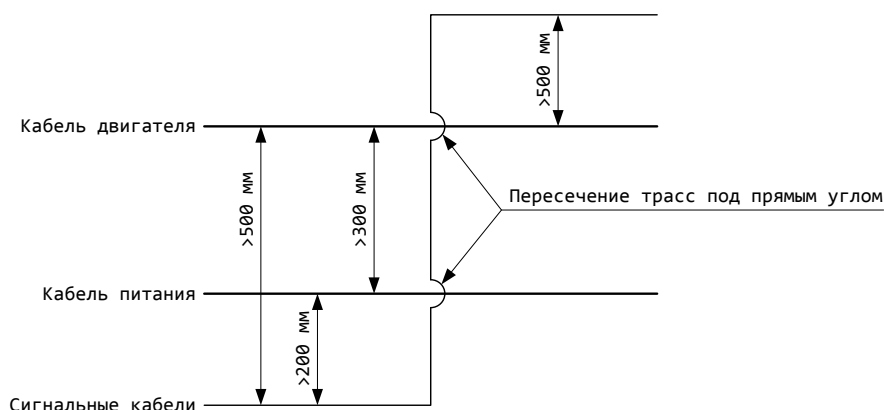 >500 мм
Кабель двигателя
>500 мм
>300 мм
Пересечение трасс под прямым углом
Кабель питания
>200 мм
Сигнальные кабели